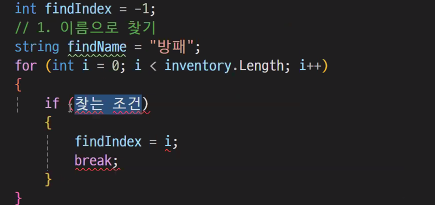 int findIndex = -1;
// 1. 이름으로 찾기
string findName = "방패";
for (int i = 0; i < inventory.Length; i++)
{
    if (찾는 조건)
    {
        findIndex = i;
        break;
    }
}